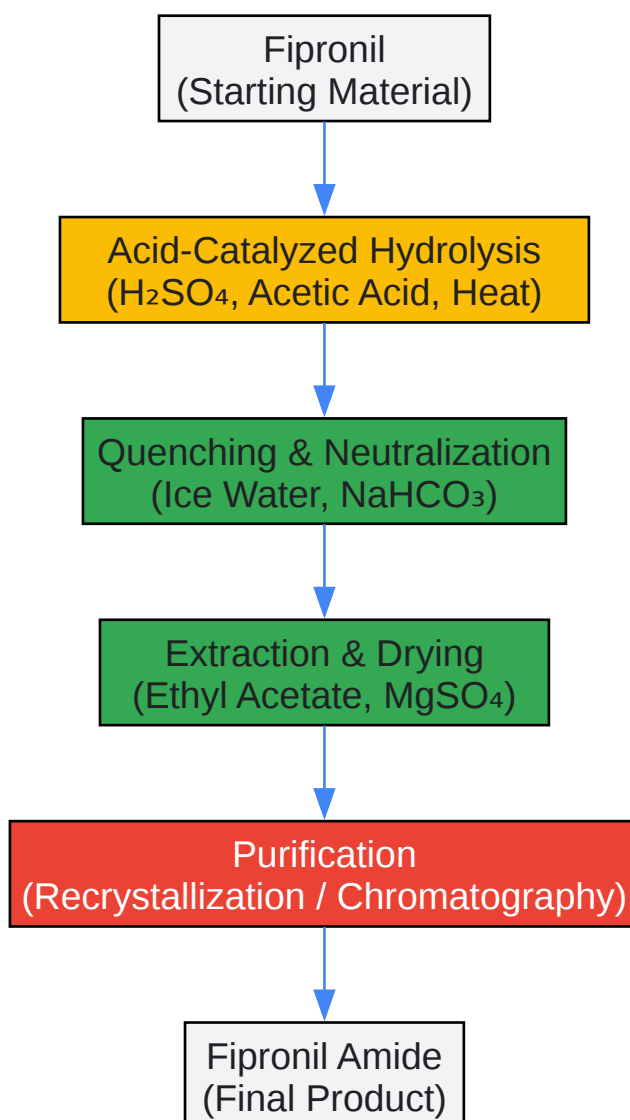 Fipronil
(Starting Material)
Acid-Catalyzed Hydrolysis
(H₂SO₄, Acetic Acid, Heat)
Quenching & Neutralization
(Ice Water, NaHCO₃)
Extraction & Drying
(Ethyl Acetate, MgSO₄)
Purification
(Recrystallization / Chromatography)
Fipronil Amide
(Final Product)